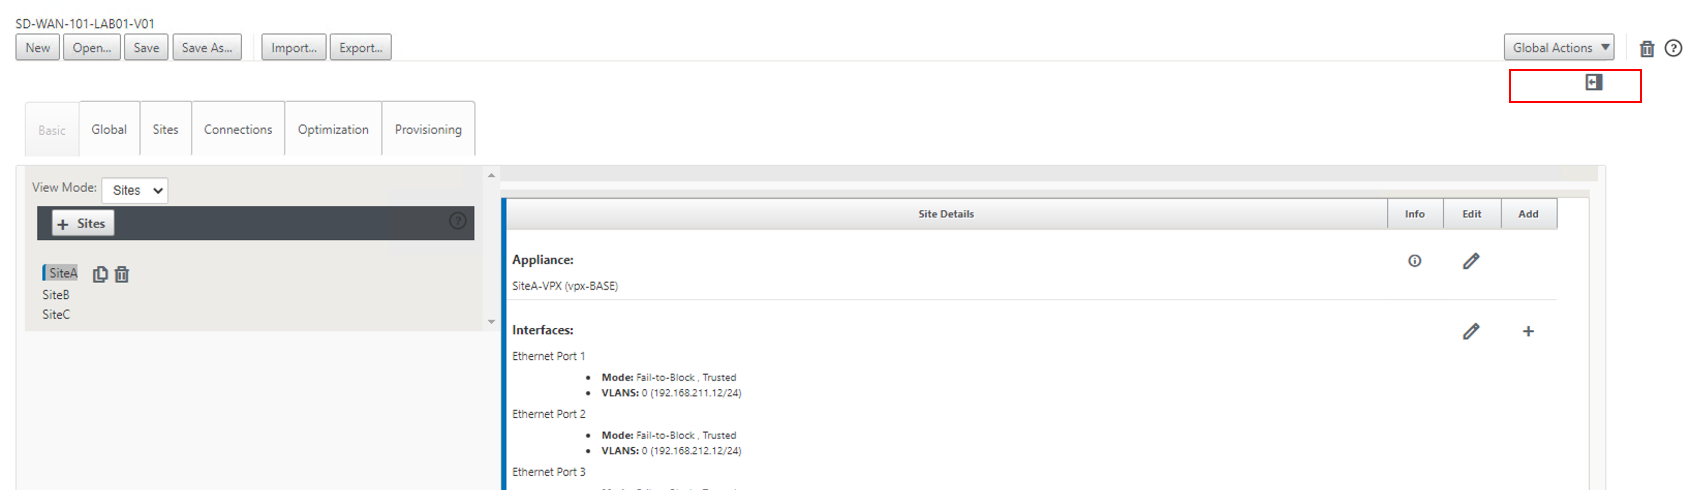 SD-WAN-101-LAB01-V01
New Open... Save Save As... Import... Export... Global Actions
Basic Global Sites Connections Optimization Provisioning
View Mode: Sites
+ Sites
SiteA
SiteB
SiteC
Site Details Info Edit Add
Appliance:
SiteA-VPX (vpx-BASE)
Interfaces:
Ethernet Port 1
• Mode: Fail-to-Block , Trusted
• VLANS: 0 (192.168.211.12/24)
Ethernet Port 2
• Mode: Fail-to-Block , Trusted
• VLANS: 0 (192.168.212.12/24)
Ethernet Port 3